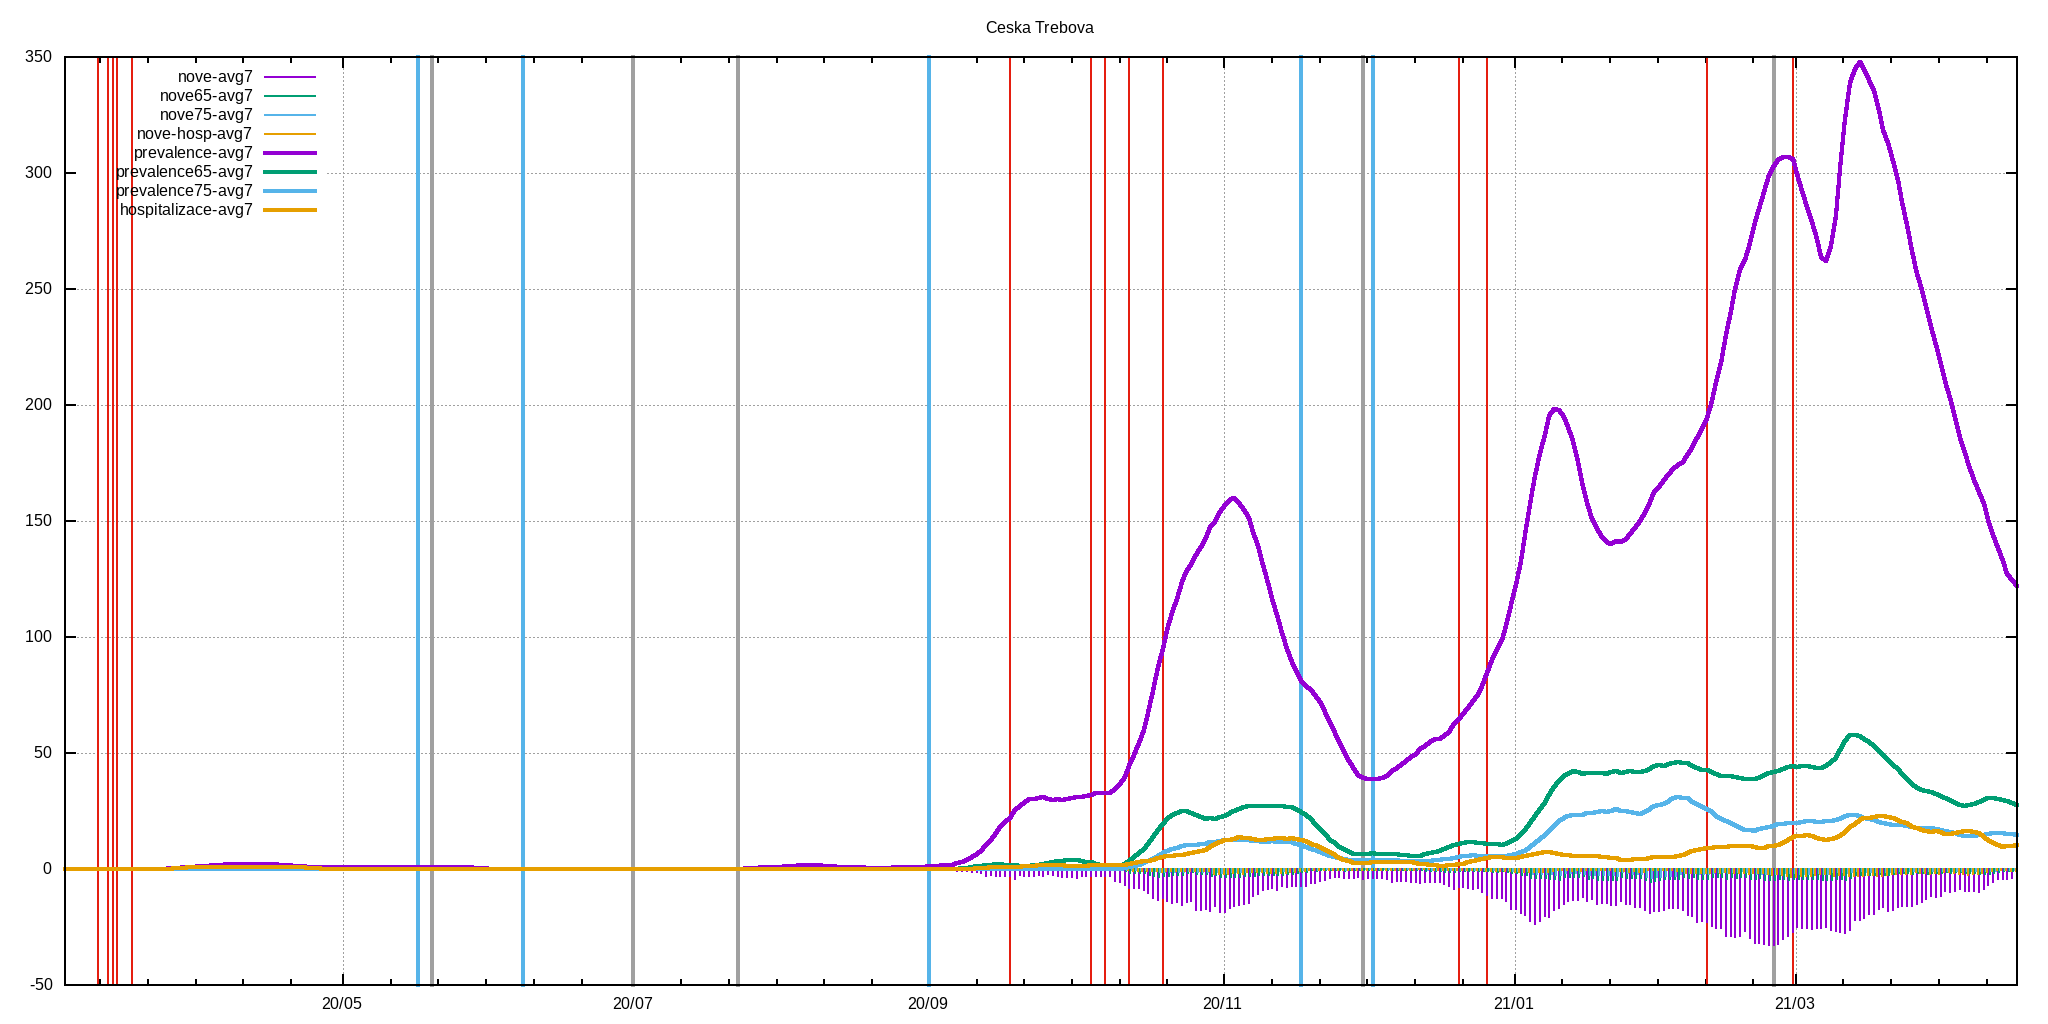 Ceska Trebova
350
300
250
200
150
100
50
0
-50
nove-avg7
nove65-avg7
nove75-avg7
nove-hosp-avg7
prevalence-avg7
prevalence65-avg7
prevalence75-avg7
hospitalizace-avg7
20/05 20/07 20/09 20/11 21/01 21/03